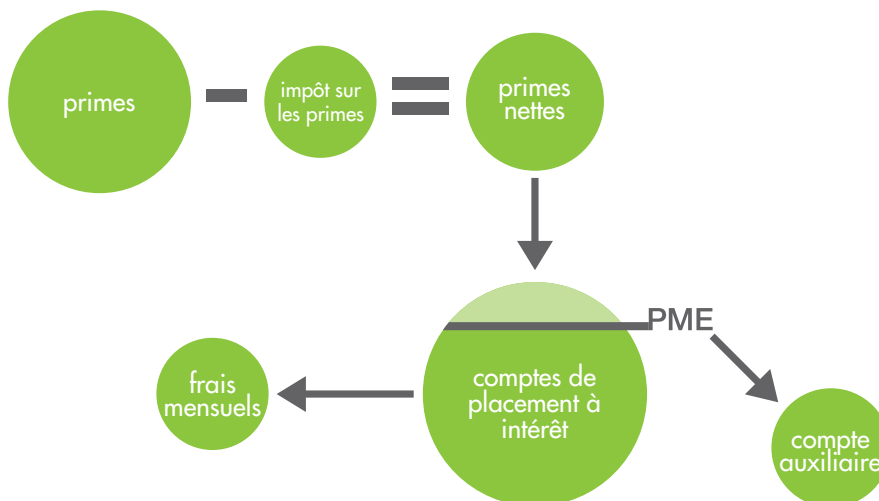 primes
impôt sur
les primes
primes
nettes
PME
frais
mensuels
comptes de
placement à
intérêt
compte
auxiliaire